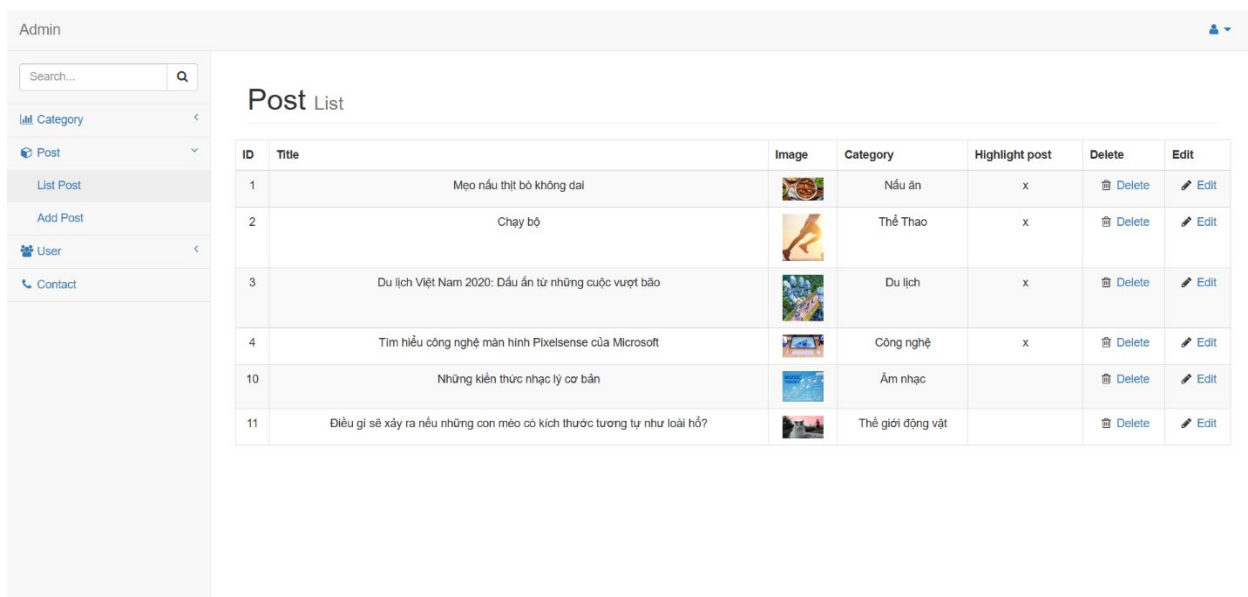 Admin
Search...
Category
Post
List Post
Add Post
User
Contact
Post List
ID Title Image Category Highlight post Delete Edit
1 Mẹo nấu thịt bò không dai Nấu ăn x Delete Edit
2 Chạy bộ Thể Thao x Delete Edit
3 Du lịch Việt Nam 2020: Dấu ấn từ những cuộc vượt bão Du lịch x Delete Edit
4 Tìm hiểu công nghệ màn hình Pixelsense của Microsoft Công nghệ x Delete Edit
10 Những kiến thức nhạc lý cơ bản Âm nhạc Delete Edit
11 Điều gì sẽ xảy ra nếu những con mèo có kích thước tương tự như loài hổ? Thế giới động vật Delete Edit